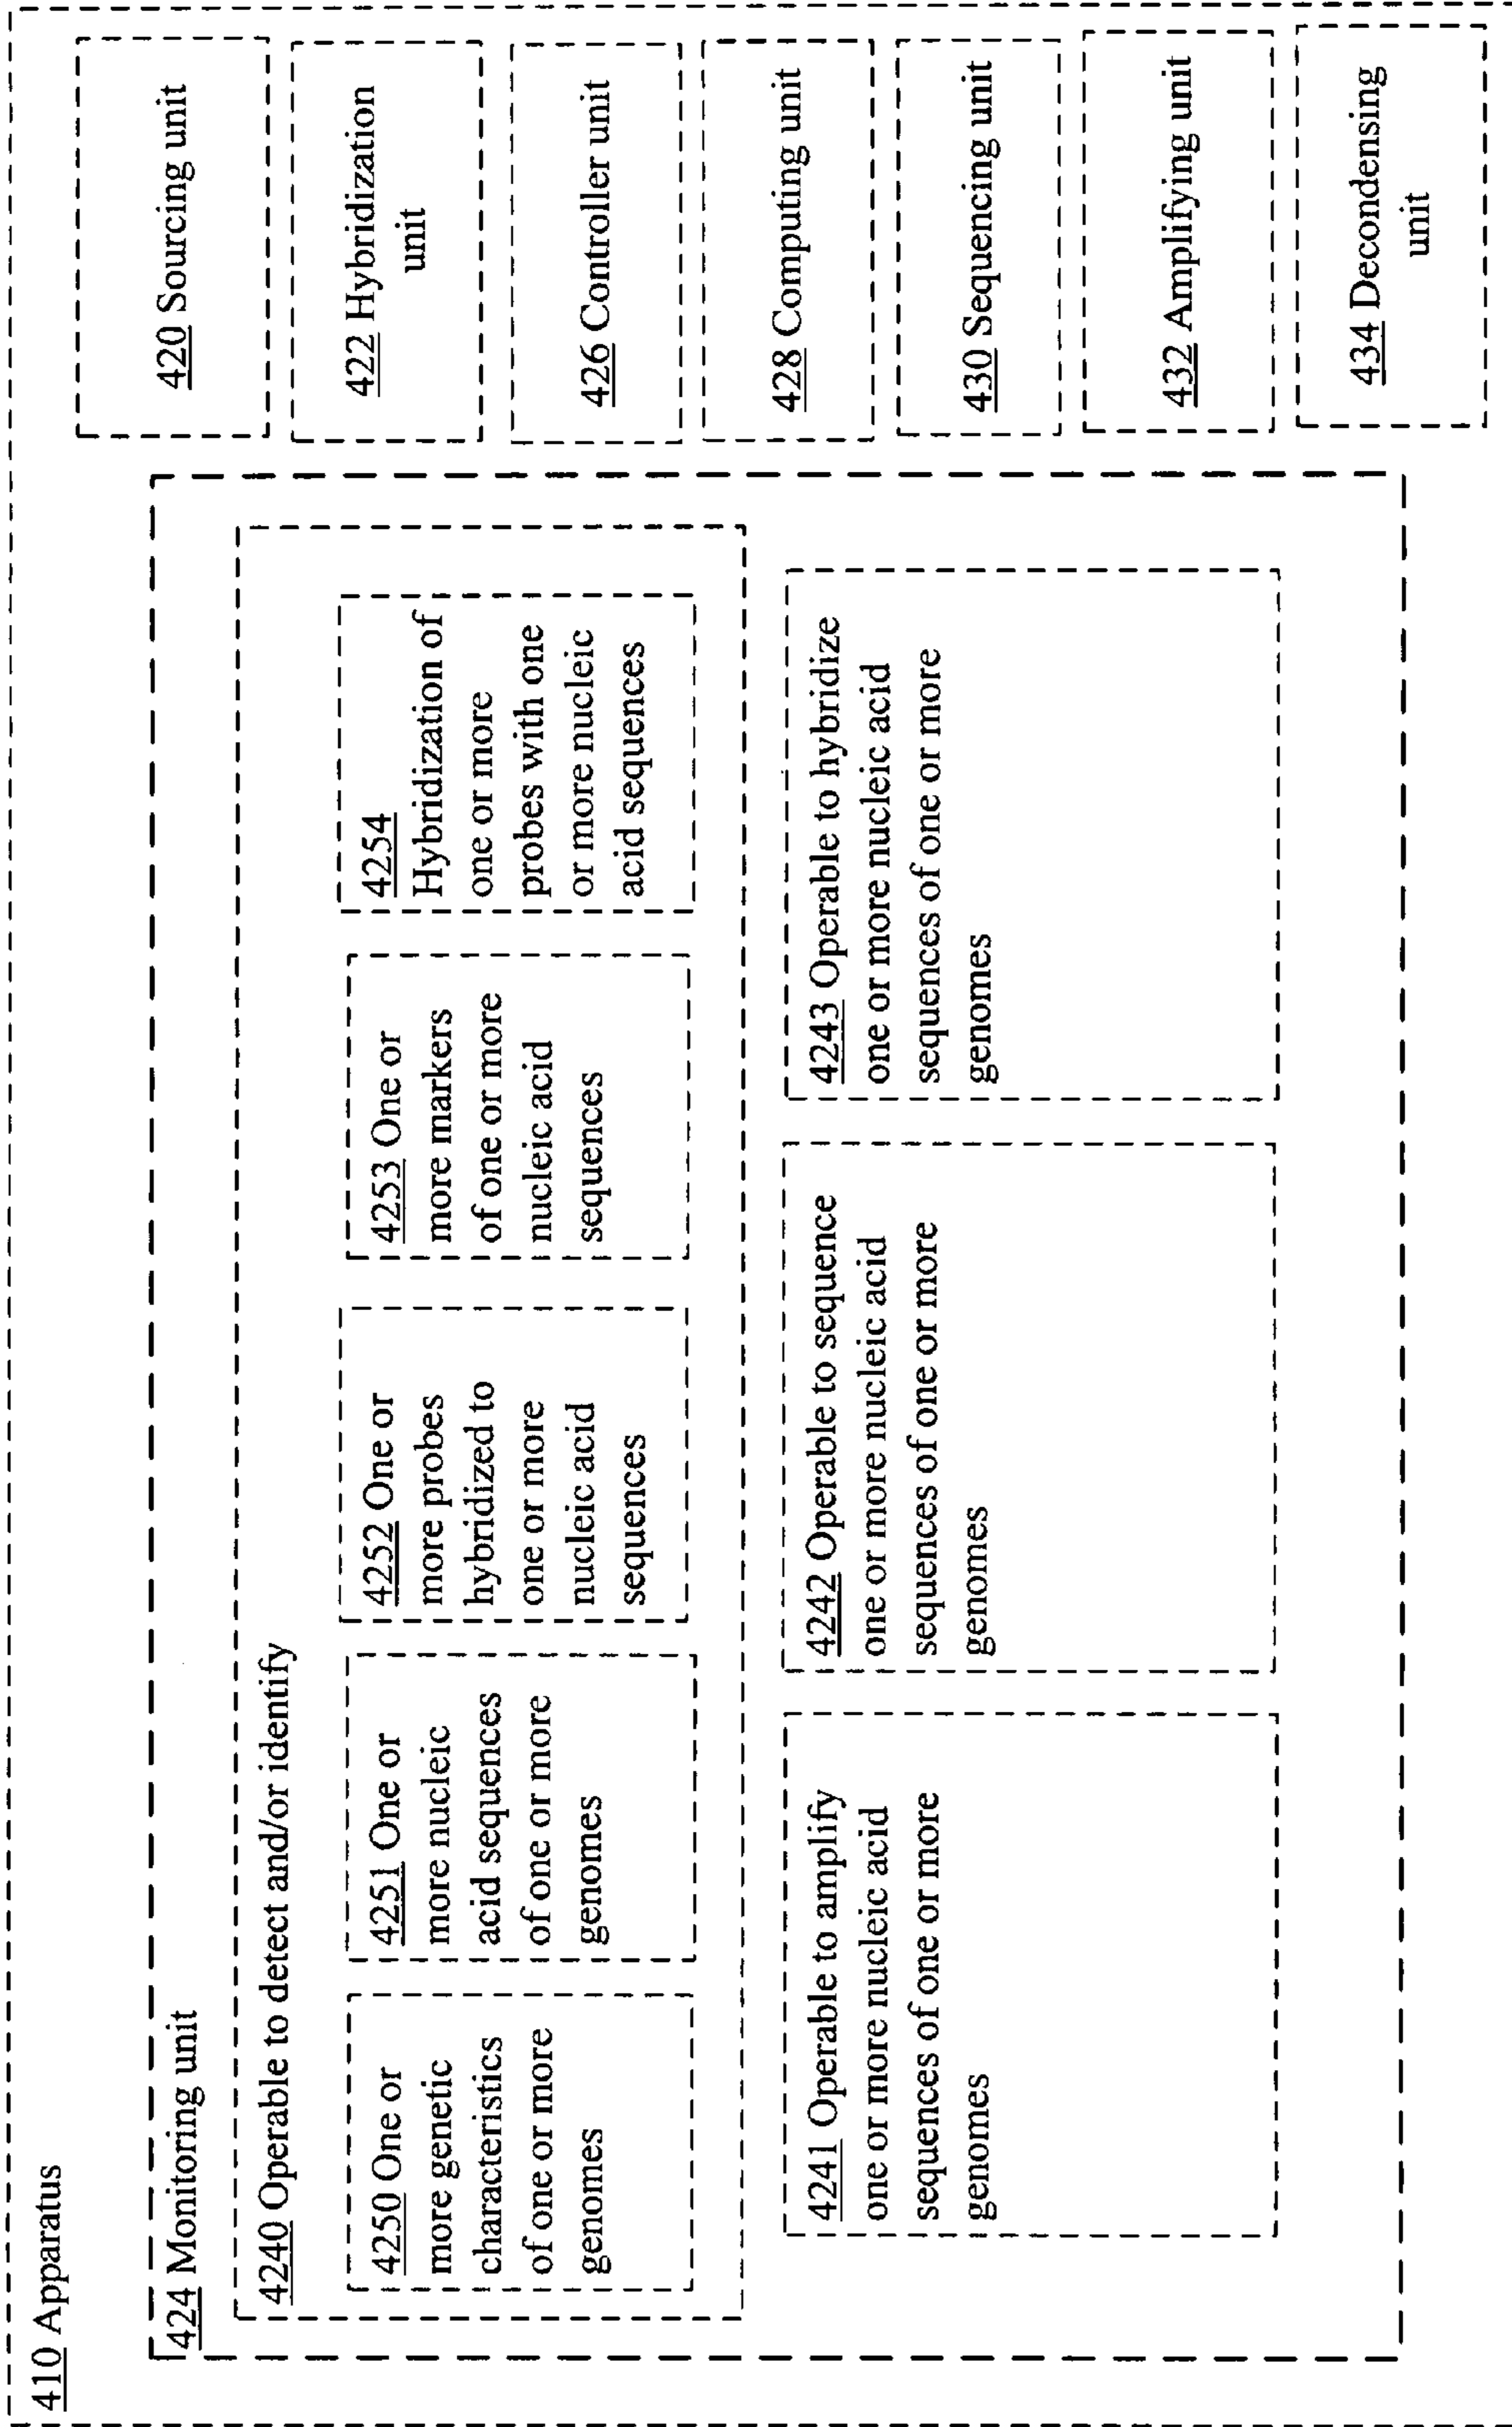 410 Apparatus
424 Monitoring unit
4240 Operable to detect and/or identify
4250 One or
more genetic
characteristics
of one or more
genomes
4251 One or
more nucleic
acid sequences
of one or more
genomes
4252 One or
more probes
hybridized to
one or more
nucleic acid
sequences
4253 One or
more markers
of one or more
nucleic acid
sequences
4254
Hybridization of
one or more
probes with one
or more nucleic
acid sequences
4241 Operable to amplify
one or more nucleic acid
sequences of one or more
genomes
4242 Operable to sequence
one or more nucleic acid
sequences of one or more
genomes
4243 Operable to hybridize
one or more nucleic acid
sequences of one or more
genomes
420 Sourcing unit
422 Hybridization
unit
426 Controller unit
428 Computing unit
430 Sequencing unit
432 Amplifying unit
434 Decondensing
unit